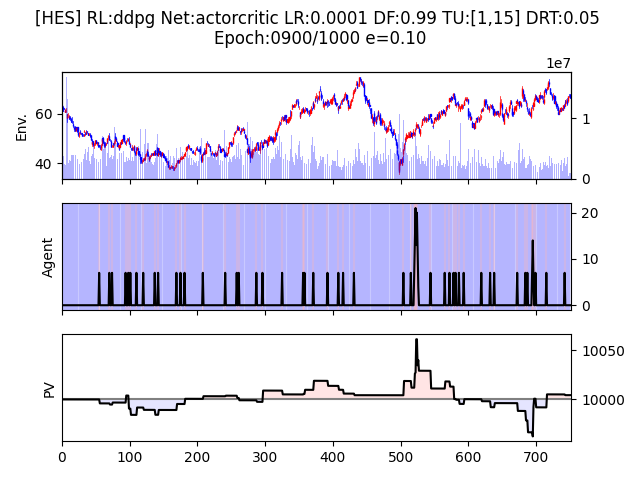 [HES] RL:ddpg Net:actorcritic LR:0.0001 DF:0.99 TU:[1,15] DRT:0.05
Epoch:0900/1000 e=0.10
1e7
Env.
60
40
1
0
Agent
20
10
0
PV
10050
10000
0 100 200 300 400 500 600 700